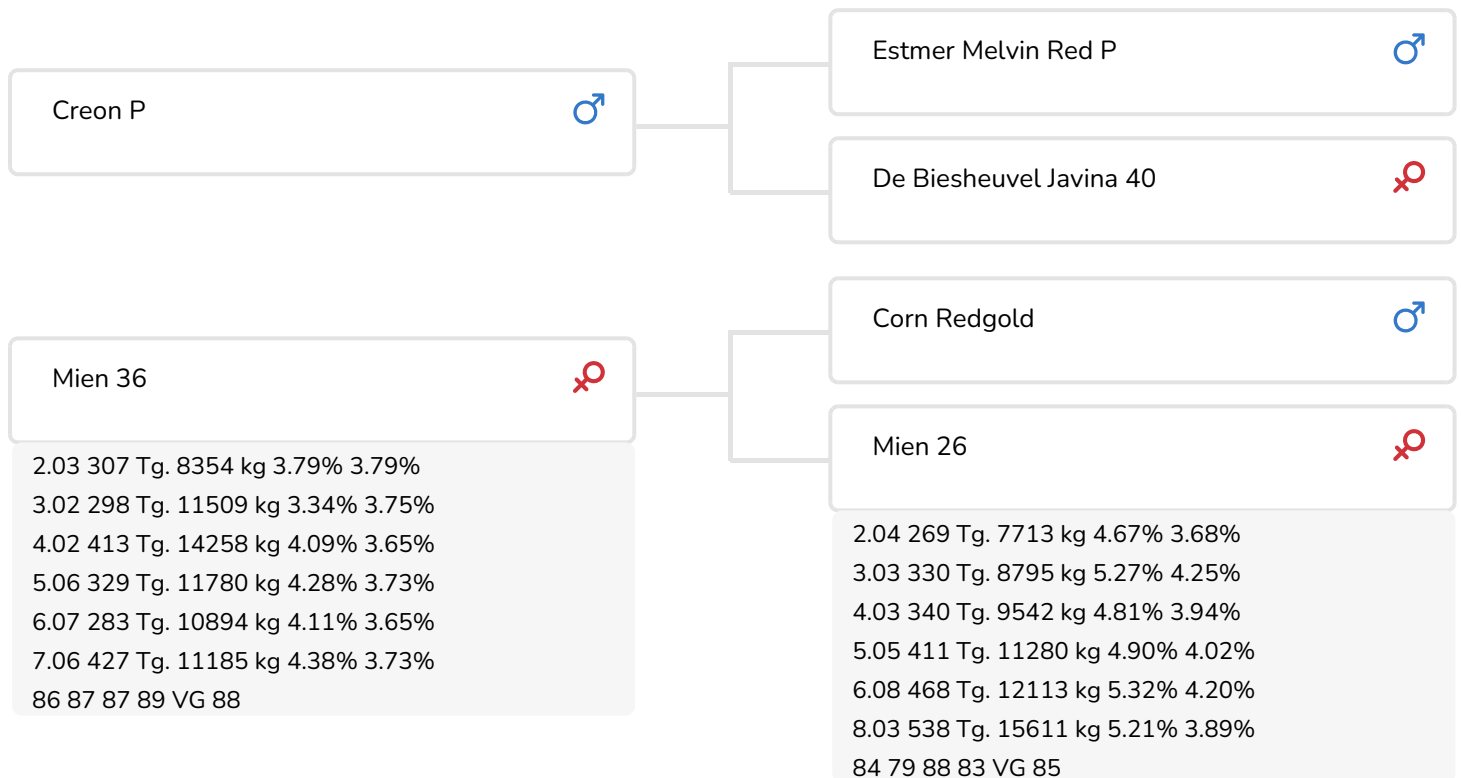 Creon P
Estmer Melvin Red P
De Biesheuvel Javina 40
Mien 36
2.03 307 Tg. 8354 kg 3.79% 3.79%
3.02 298 Tg. 11509 kg 3.34% 3.75%
4.02 413 Tg. 14258 kg 4.09% 3.65%
5.06 329 Tg. 11780 kg 4.28% 3.73%
6.07 283 Tg. 10894 kg 4.11% 3.65%
7.06 427 Tg. 11185 kg 4.38% 3.73%
86 87 87 89 VG 88
Corn Redgold
Mien 26
2.04 269 Tg. 7713 kg 4.67% 3.68%
3.03 330 Tg. 8795 kg 5.27% 4.25%
4.03 340 Tg. 9542 kg 4.81% 3.94%
5.05 411 Tg. 11280 kg 4.90% 4.02%
6.08 468 Tg. 12113 kg 5.32% 4.20%
8.03 538 Tg. 15611 kg 5.21% 3.89%
84 79 88 83 VG 85